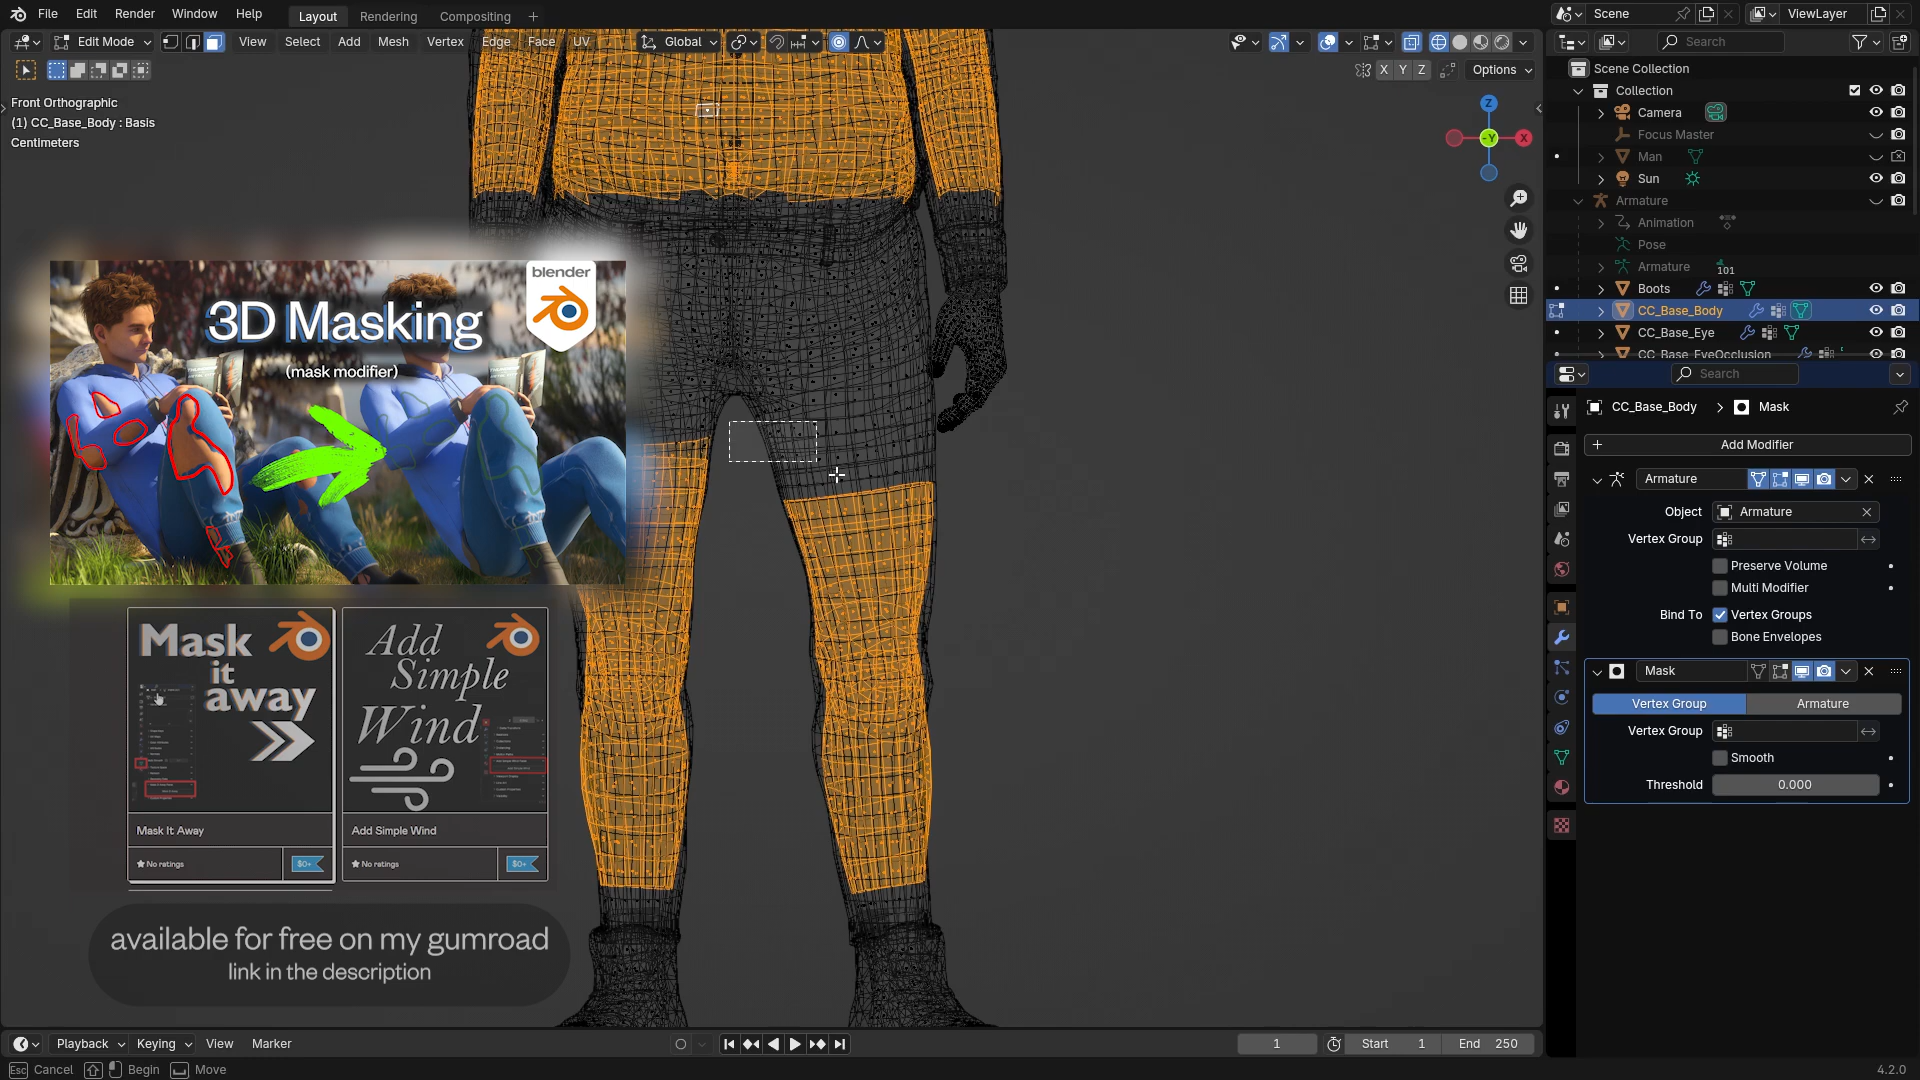 File Edit Render Window Help Layout Rendering Compositing + Scene ViewLayer
Edit Mode View Select Add Mesh Vertex Edge Face UV Global Search
X Y Z Options
Front Orthographic
(1) CC_Base_Body : Basis
Centimeters
Z
Y
X
Scene Collection
Collection
Camera
Focus Master
Man
Sun
Armature
Animation
Pose
Armature 101
Boots
CC_Base_Body
CC_Base_Eye
CC_Base_EyeOcclusion
Search
CC_Base_Body > Mask
+ Add Modifier
Armature
Object Armature
Vertex Group
Preserve Volume
Multi Modifier
Bind To Vertex Groups
Bone Envelopes
Mask
Vertex Group Armature
Vertex Group
Smooth
Threshold 0.000
blender
3D Masking
(mask modifier)
Mask
it
away
Mask It Away
No ratings
$0+
Add
Simple
Wind
Add Simple Wind
No ratings
$0+
available for free on my gumroad
link in the description
Playback Keying View Marker 1 Start 1 End 250
Esc Cancel Begin Move 4.2.0